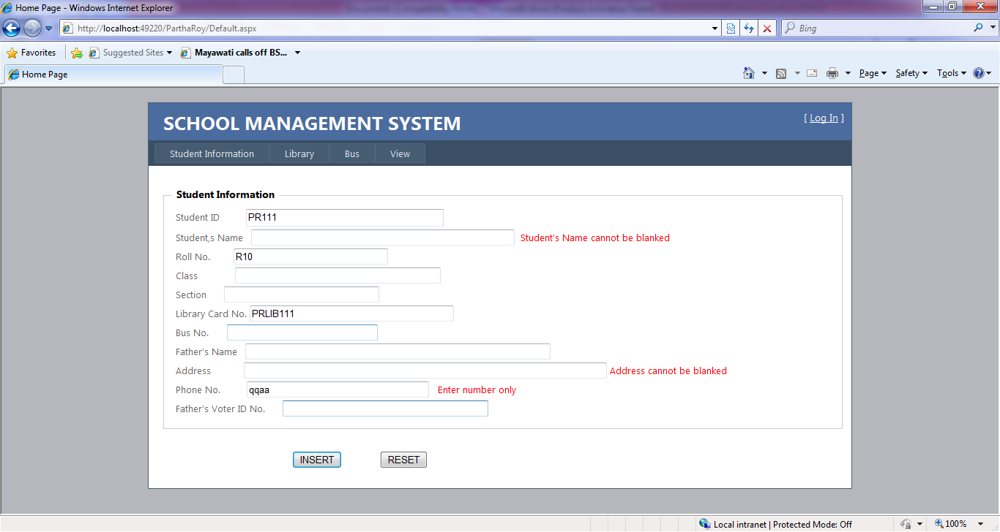 Home Page - Windows Internet Explorer
http://localhost:49220/ParthaRoy/Default.aspx
Bing
Favorites
Suggested Sites
Mayawati calls off BS...
Home Page
Page
Safety
Tools
SCHOOL MANAGEMENT SYSTEM
[ Log In ]
Student Information
Library
Bus
View
Student Information
Student ID PR111
Student,s Name Student's Name cannot be blanked
Roll No. R10
Class
Section
Library Card No. PRLIB111
Bus No.
Father's Name
Address Address cannot be blanked
Phone No. qqaa Enter number only
Father's Voter ID No.
INSERT
RESET
Local intranet | Protected Mode: Off
100%